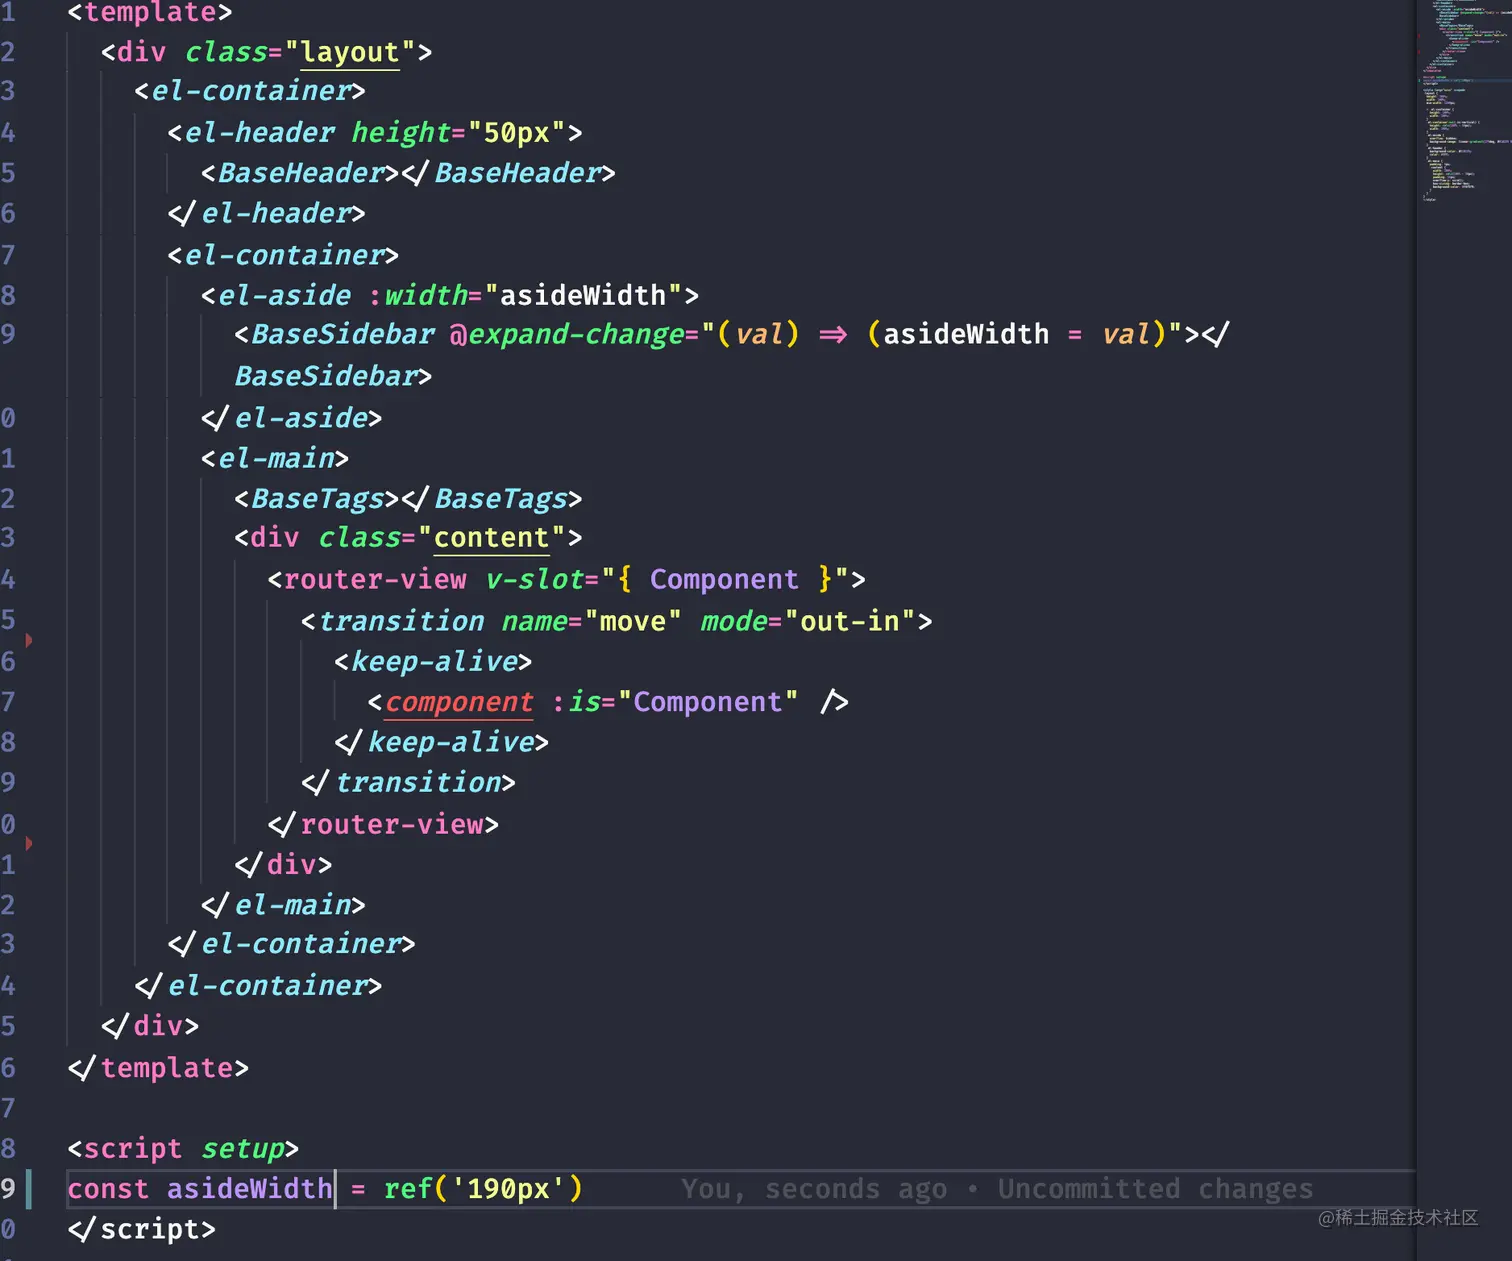 1 <template>
2 <div class="layout">
3 <el-container>
4 <el-header height="50px">
5 <BaseHeader></BaseHeader>
6 </el-header>
7 <el-container>
8 <el-aside :width="asideWidth">
9 <BaseSidebar @expand-change="(val) => (asideWidth = val)"></
BaseSidebar>
0 </el-aside>
1 <el-main>
2 <BaseTags></BaseTags>
3 <div class="content">
4 <router-view v-slot="{ Component }">
5 <transition name="move" mode="out-in">
6 <keep-alive>
7 <component :is="Component" />
8 </keep-alive>
9 </transition>
0 </router-view>
1 </div>
2 </el-main>
3 </el-container>
4 </el-container>
5 </div>
6 </template>
7
8 <script setup>
9 const asideWidth = ref('190px') You, seconds ago • Uncommitted changes
0 </script>
@稀土掘金技术社区